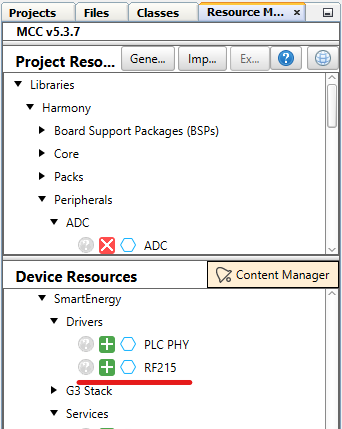 Projects Files Classes Resource M...
MCC v5.3.7
Project Reso... Gene... Imp... Ex...
Libraries
Harmony
Board Support Packages (BSPs)
Core
Packs
Peripherals
ADC
ADC
Device Resources Content Manager
SmartEnergy
Drivers
PLC PHY
RF215
G3 Stack
Services